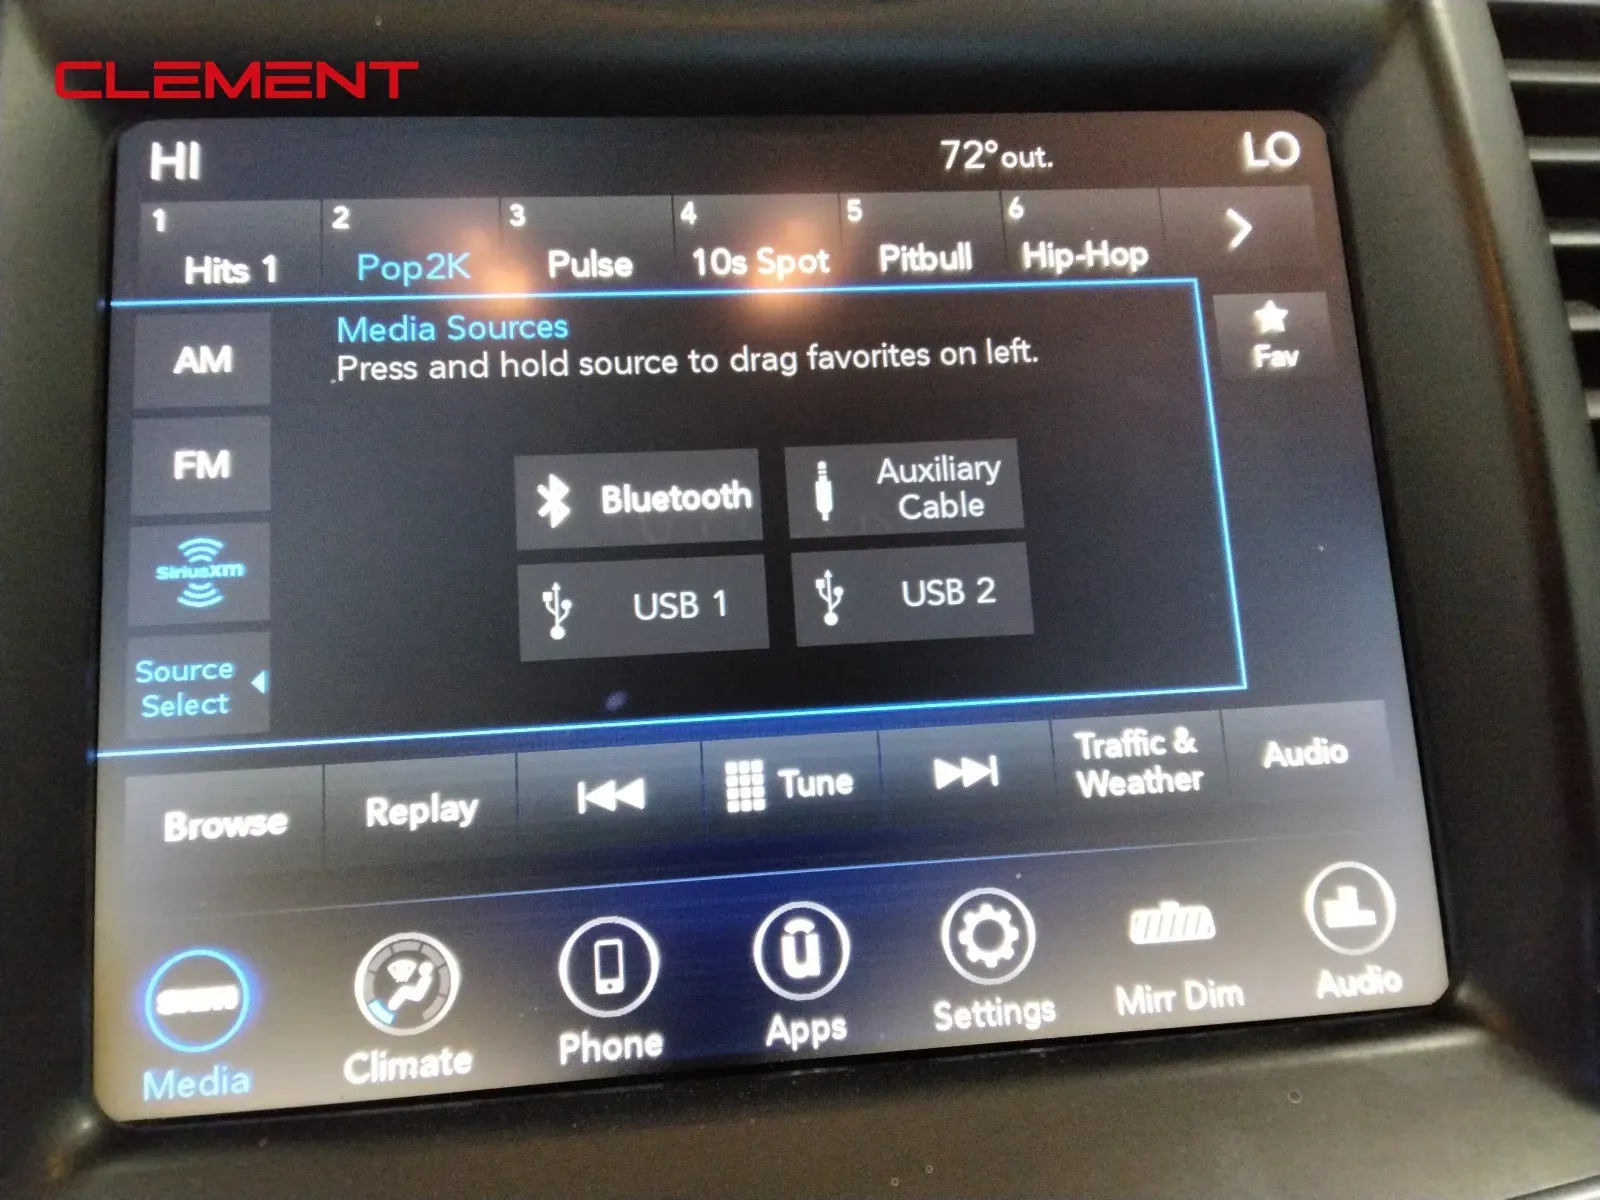 CLEMENT
HI
72°out.
LO
1
2
3
4
5
6
Hits 1
Pop2K
Pulse
10s Spot
Pitbull
Hip-Hop
Media Sources
Press and hold source to drag favorites on left.
Fav
AM
FM
SiriusXM
Source
Select
Bluetooth
Auxiliary
Cable
USB 1
USB 2
Browse
Replay
Tune
Traffic &
Weather
Audio
Media
Climate
Phone
ū
Apps
Settings
Mirr Dim
Audio